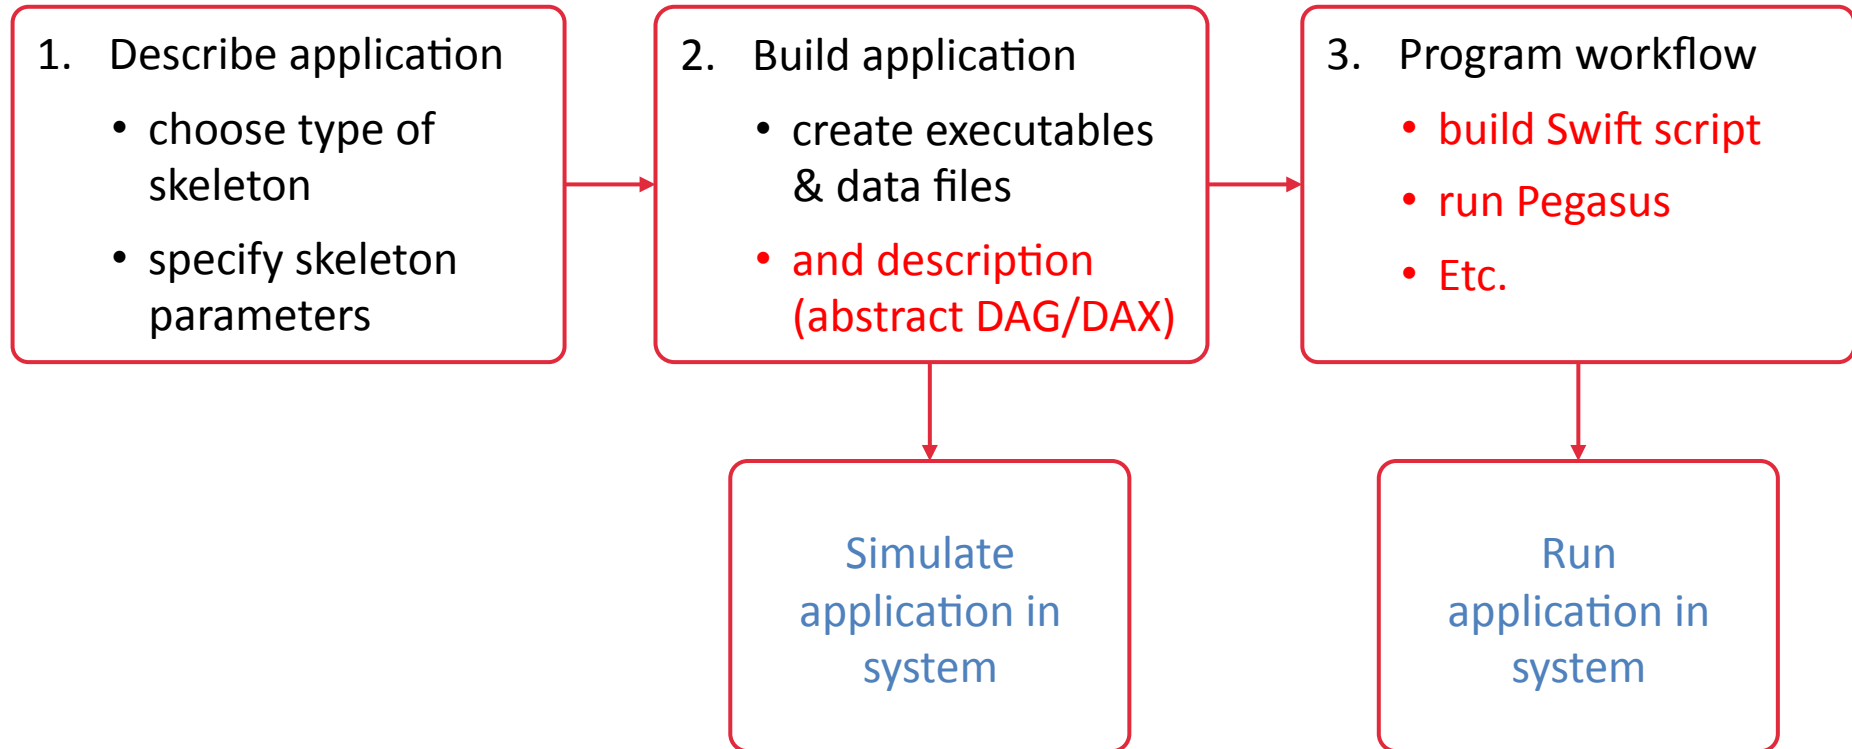 1. Describe application
• choose type of
skeleton
• specify skeleton
parameters
2. Build application
• create executables
& data files
• and description
(abstract DAG/DAX)
3. Program workflow
• build Swift script
• run Pegasus
• Etc.
Simulate
application in
system
Run
application in
system